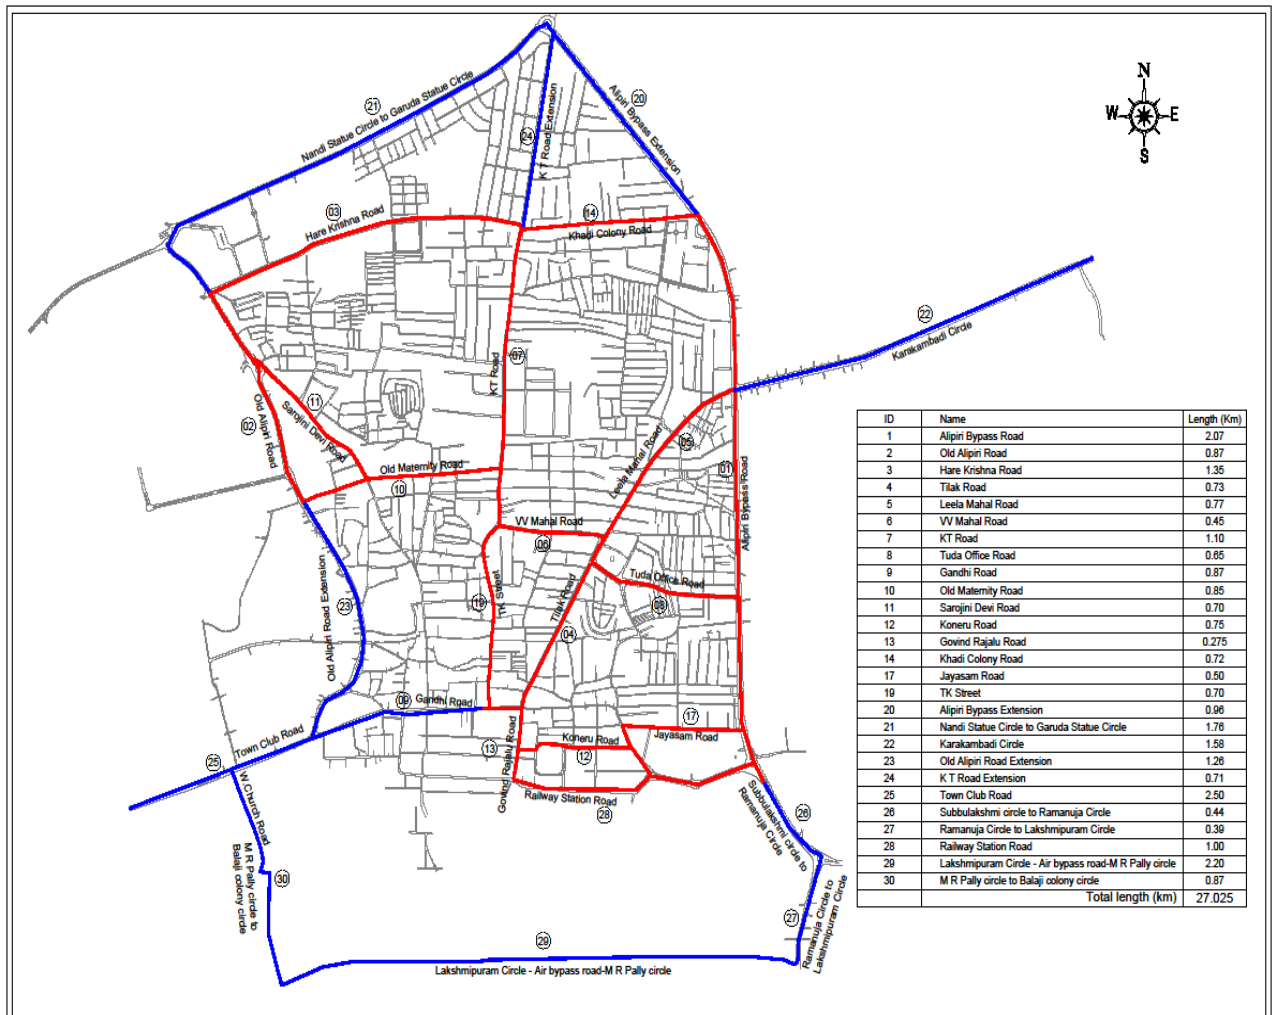 N
W E
S
21
Nandi Statue Circle to Garuda Statue Circle
20
Alipiri Bypass Extension
24
K T Road Extension
03
Hare Krishna Road
14
Khadi Colony Road
22
Karakambadi Circle
07
KT Road
11
Sarojini Devi Road
02
Old Alipiri Road
05
Leela Mahal Road
01
Alipiri Bypass Road
Old Maternity Road
10
VV Mahal Road
06
Tuda Office Road
08
19
TK Street
Tilak Road
04
23
Old Alipiri Road Extension
09
Gandhi Road
17
Jayasam Road
Town Club Road
25
13
Govind Rajalu Road
Koneru Road
12
Railway Station Road
28
Subbulakshmi circle to
Ramanuja Circle
26
W.Church Road
M R Pally circle to
Balaji colony circle
30
27
Ramanuja Circle to
Lakshmipuram Circle
29
Lakshmipuram Circle - Air bypass road-M R Pally circle
ID Name Length (Km)
1 Alipiri Bypass Road 2.07
2 Old Alipiri Road 0.87
3 Hare Krishna Road 1.35
4 Tilak Road 0.73
5 Leela Mahal Road 0.77
6 VV Mahal Road 0.45
7 KT Road 1.10
8 Tuda Office Road 0.65
9 Gandhi Road 0.87
10 Old Maternity Road 0.85
11 Sarojini Devi Road 0.70
12 Koneru Road 0.75
13 Govind Rajalu Road 0.275
14 Khadi Colony Road 0.72
17 Jayasam Road 0.50
19 TK Street 0.70
20 Alipiri Bypass Extension 0.96
21 Nandi Statue Circle to Garuda Statue Circle 1.76
22 Karakambadi Circle 1.58
23 Old Alipiri Road Extension 1.26
24 K T Road Extension 0.71
25 Town Club Road 2.50
26 Subbulakshmi circle to Ramanuja Circle 0.44
27 Ramanuja Circle to Lakshmipuram Circle 0.39
28 Railway Station Road 1.00
29 Lakshmipuram Circle - Air bypass road-M R Pally circle 2.20
30 M R Pally circle to Balaji colony circle 0.87
Total length (km) 27.025